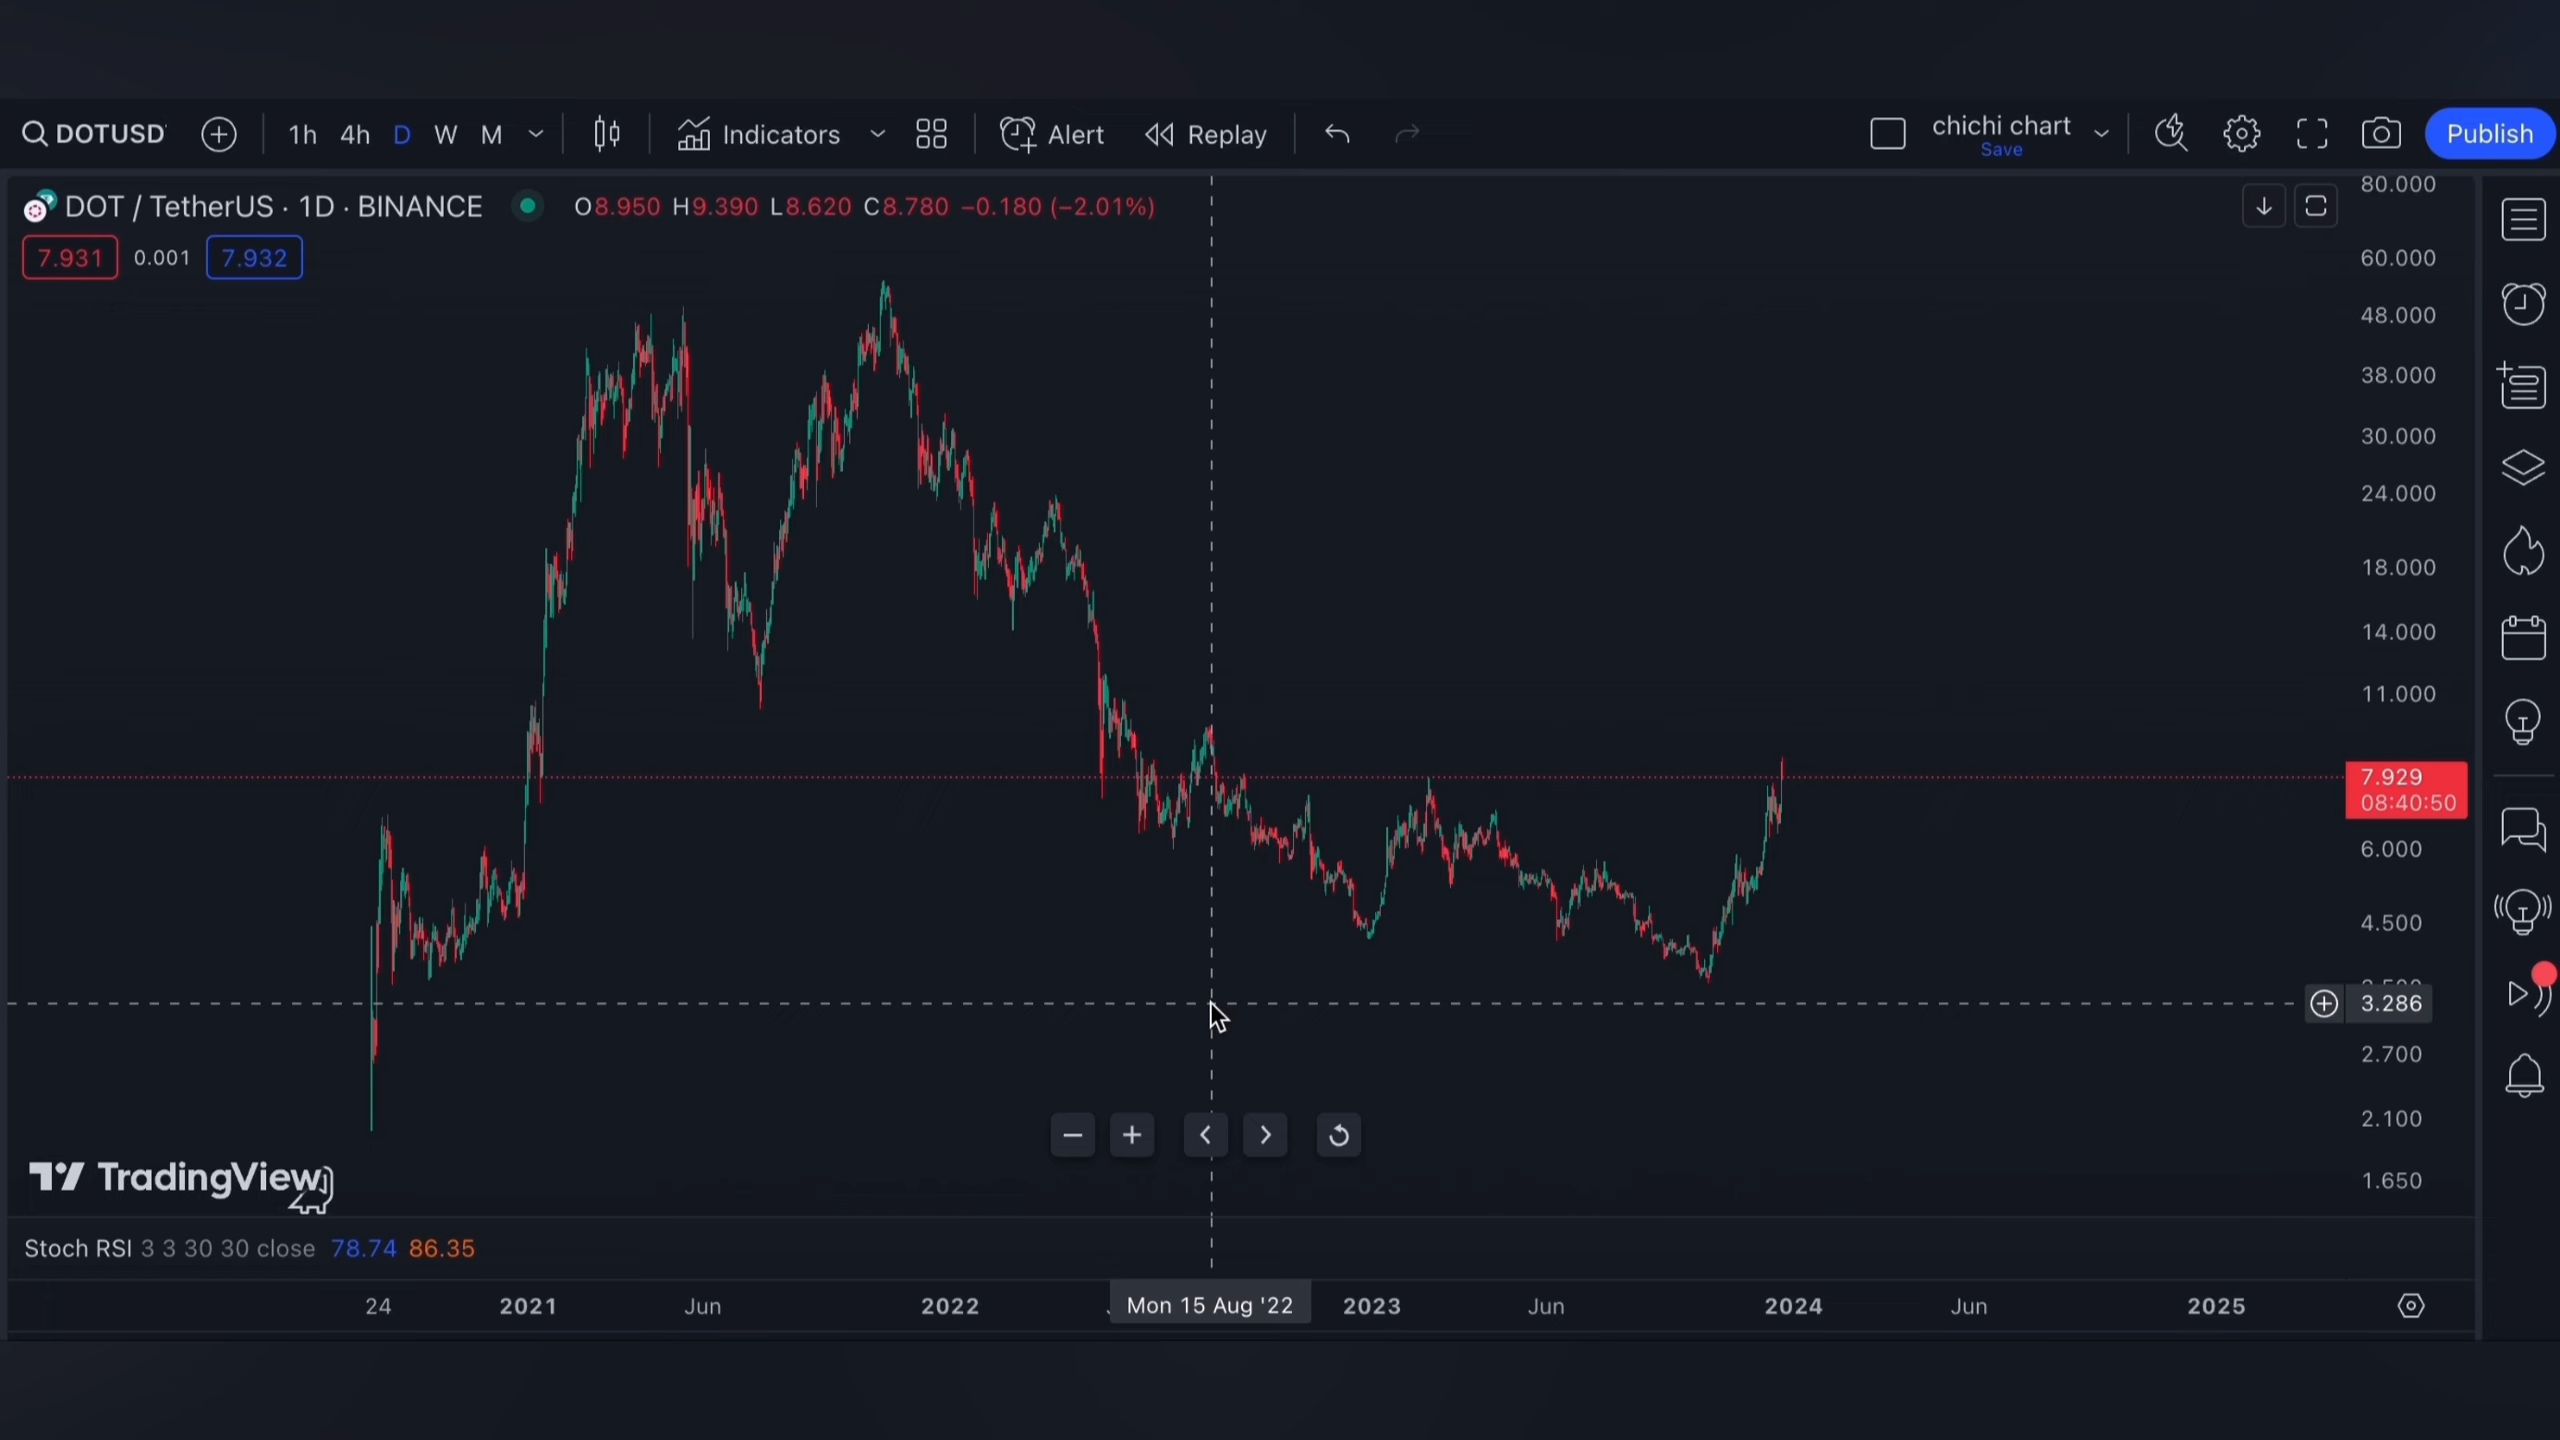 DOTUSD
1h 4h D W M Indicators Alert Replay
chichi chart
Save
Publish
DOT / TetherUS · 1D · BINANCE O8.950 H9.390 L8.620 C8.780 −0.180 (−2.01%)
7.931 0.001 7.932
80.000
60.000
48.000
38.000
30.000
24.000
18.000
14.000
11.000
7.929
08:40:50
6.000
4.500
3.286
2.700
2.100
1.650
TradingView
Stoch RSI 3 3 30 30 close 78.74 86.35
24 2021 Jun 2022 Mon 15 Aug '22 2023 Jun 2024 Jun 2025